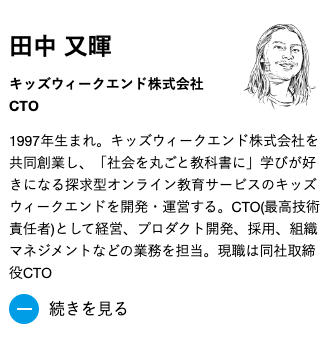 田中 又暉
キッズウィークエンド株式会社
CTO
1997年生まれ。キッズウィークエンド株式会社を
共同創業し、「社会を丸ごと教科書に」学びが好
きになる探求型オンライン教育サービスのキッズ
ウィークエンドを開発・運営する。CTO(最高技術
責任者)として経営、プロダクト開発、採用、組織
マネジメントなどの業務を担当。現職は同社取締
役CTO
続きを見る